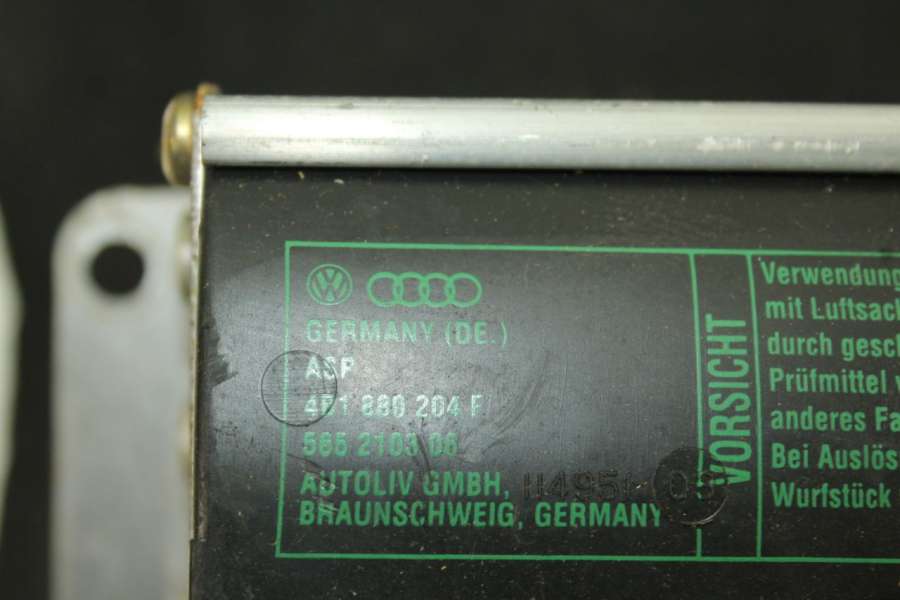 GERMANY (DE.)
ASP
4B1 880 204 F
565 2103 06
AUTOLIV GMBH,
BRAUNSCHWEIG, GERMANY
VORSICHT
Verwendung
mit Luftsac
durch gesch
Prüfmittel v
anderes Fa
Bei Auslös
Wurfstück